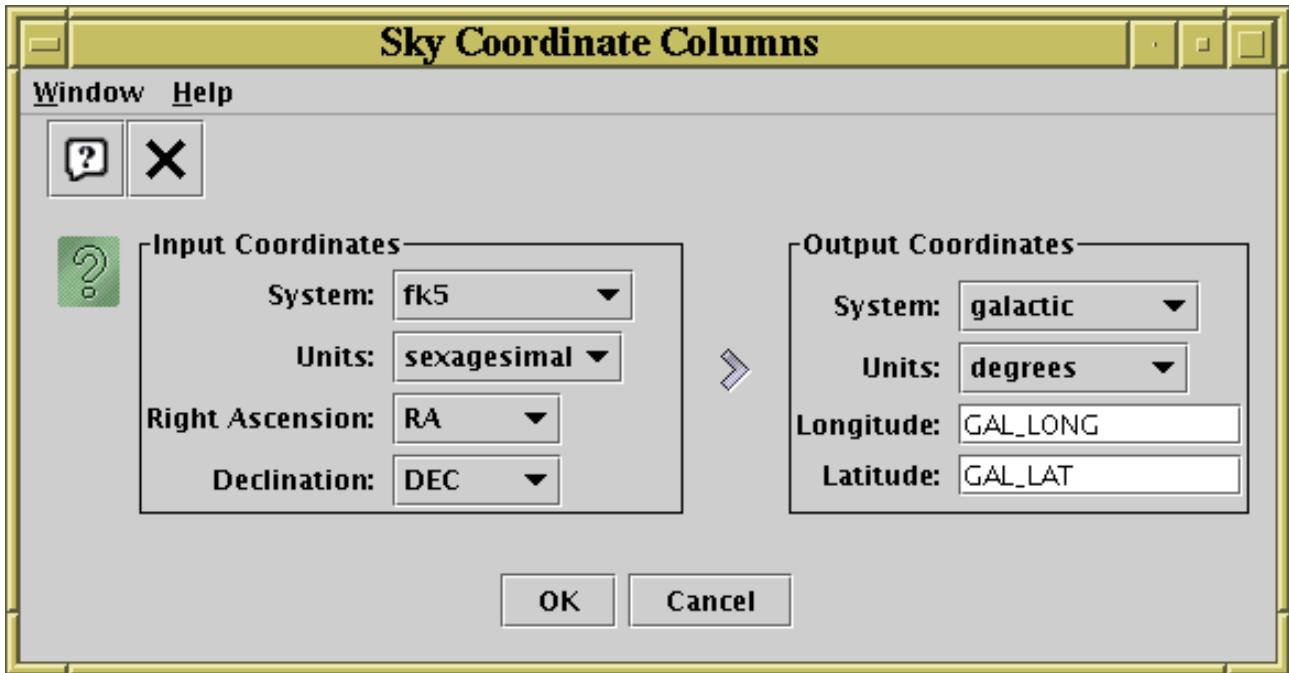 Sky Coordinate Columns
Window Help
Input Coordinates
System: fk5
Units: sexagesimal
Right Ascension: RA
Declination: DEC
Output Coordinates
System: galactic
Units: degrees
Longitude: GAL_LONG
Latitude: GAL_LAT
OK Cancel